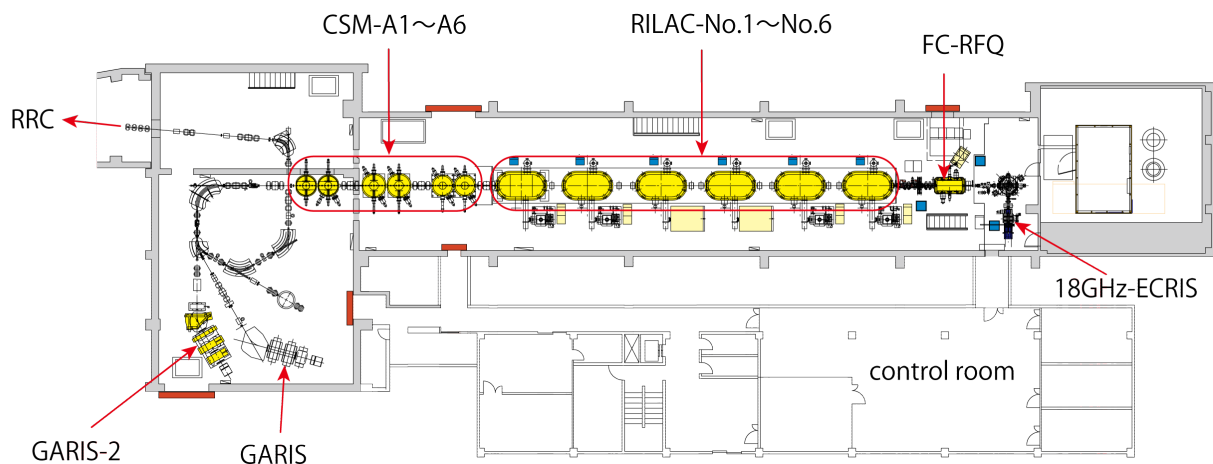 CSM-A1～A6
RILAC-No.1～No.6
FC-RFQ
RRC
18GHz-ECRIS
control room
GARIS-2
GARIS